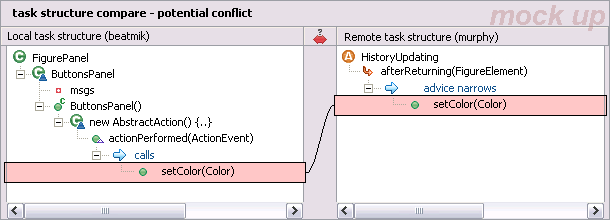 task structure compare - potential conflict
mock up
Local task structure (beatmik)
Remote task structure (murphy)
C FigurePanel
C ButtonsPanel
msgs
C ButtonsPanel()
C new AbstractAction() {..}
actionPerformed(ActionEvent)
calls
setColor(Color)
A HistoryUpdating
afterReturning(FigureElement)
advice narrows
setColor(Color)